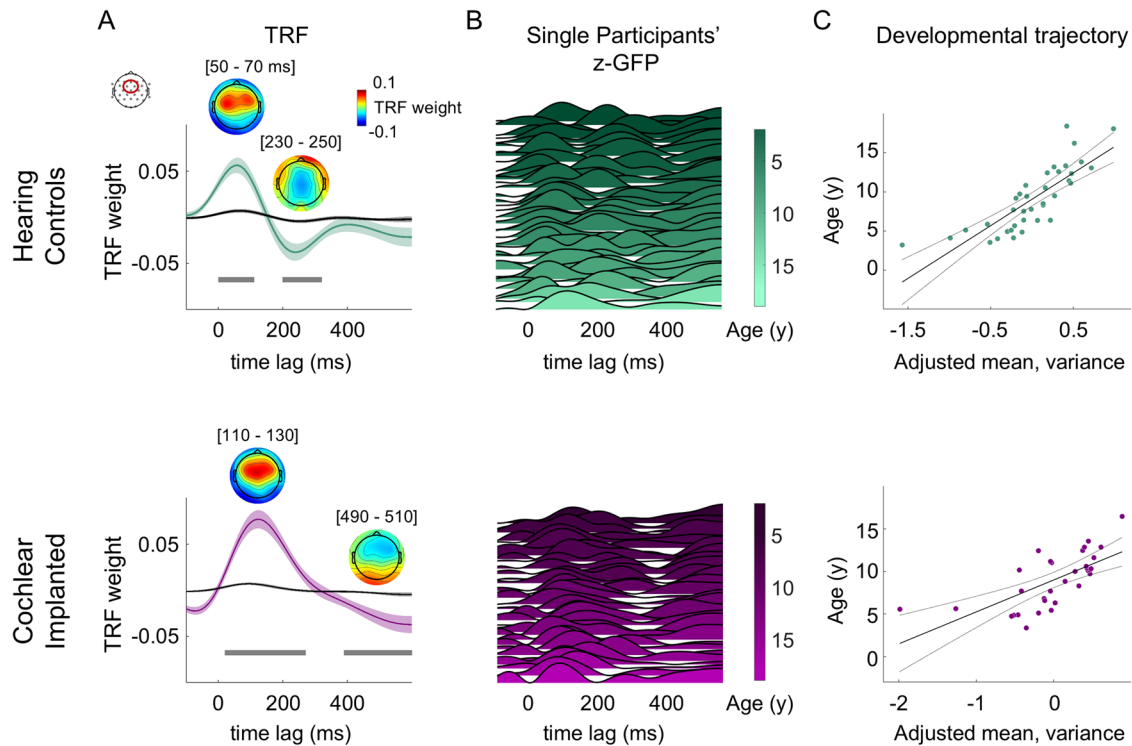 A
TRF
B
Single Participants'
z-GFP
C
Developmental trajectory
Hearing
Controls
[50 - 70 ms]
0.1
TRF weight
-0.1
[230 - 250]
TRF weight
0.05
-0.05
0
200
400
time lag (ms)
0
200
400
time lag (ms)
5
10
15
Age (y)
Age (y)
15
10
5
0
-1.5
-0.5
0.5
Adjusted mean, variance
Cochlear
Implanted
[110 - 130]
[490 - 510]
TRF weight
0.05
-0.05
0
200
400
time lag (ms)
0
200
400
time lag (ms)
5
10
15
Age (y)
Age (y)
15
10
5
0
-2
-1
0
Adjusted mean, variance